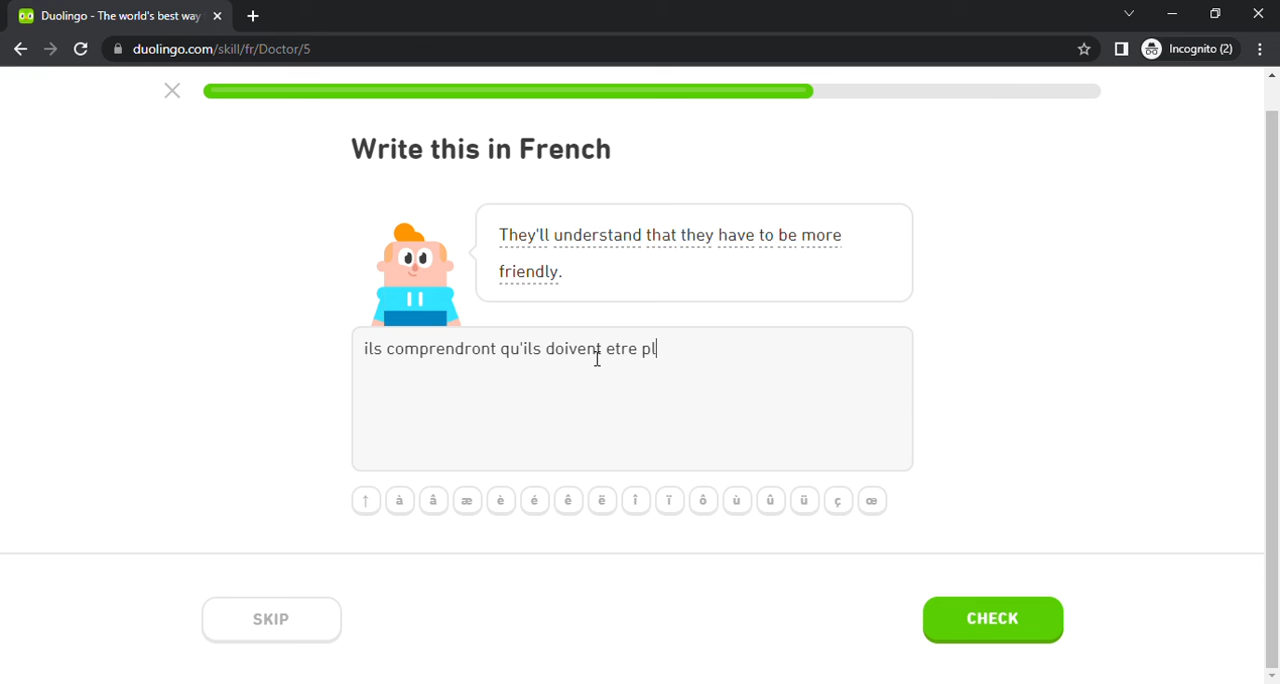 Duolingo - The world's best way
duolingo.com/skill/fr/Doctor/5
Incognito (2)
Write this in French
They'll understand that they have to be more
friendly.
ils comprendront qu'ils doivent etre pl
↑ à â æ è é ê ë î ï ô ù û ü ç œ
SKIP
CHECK